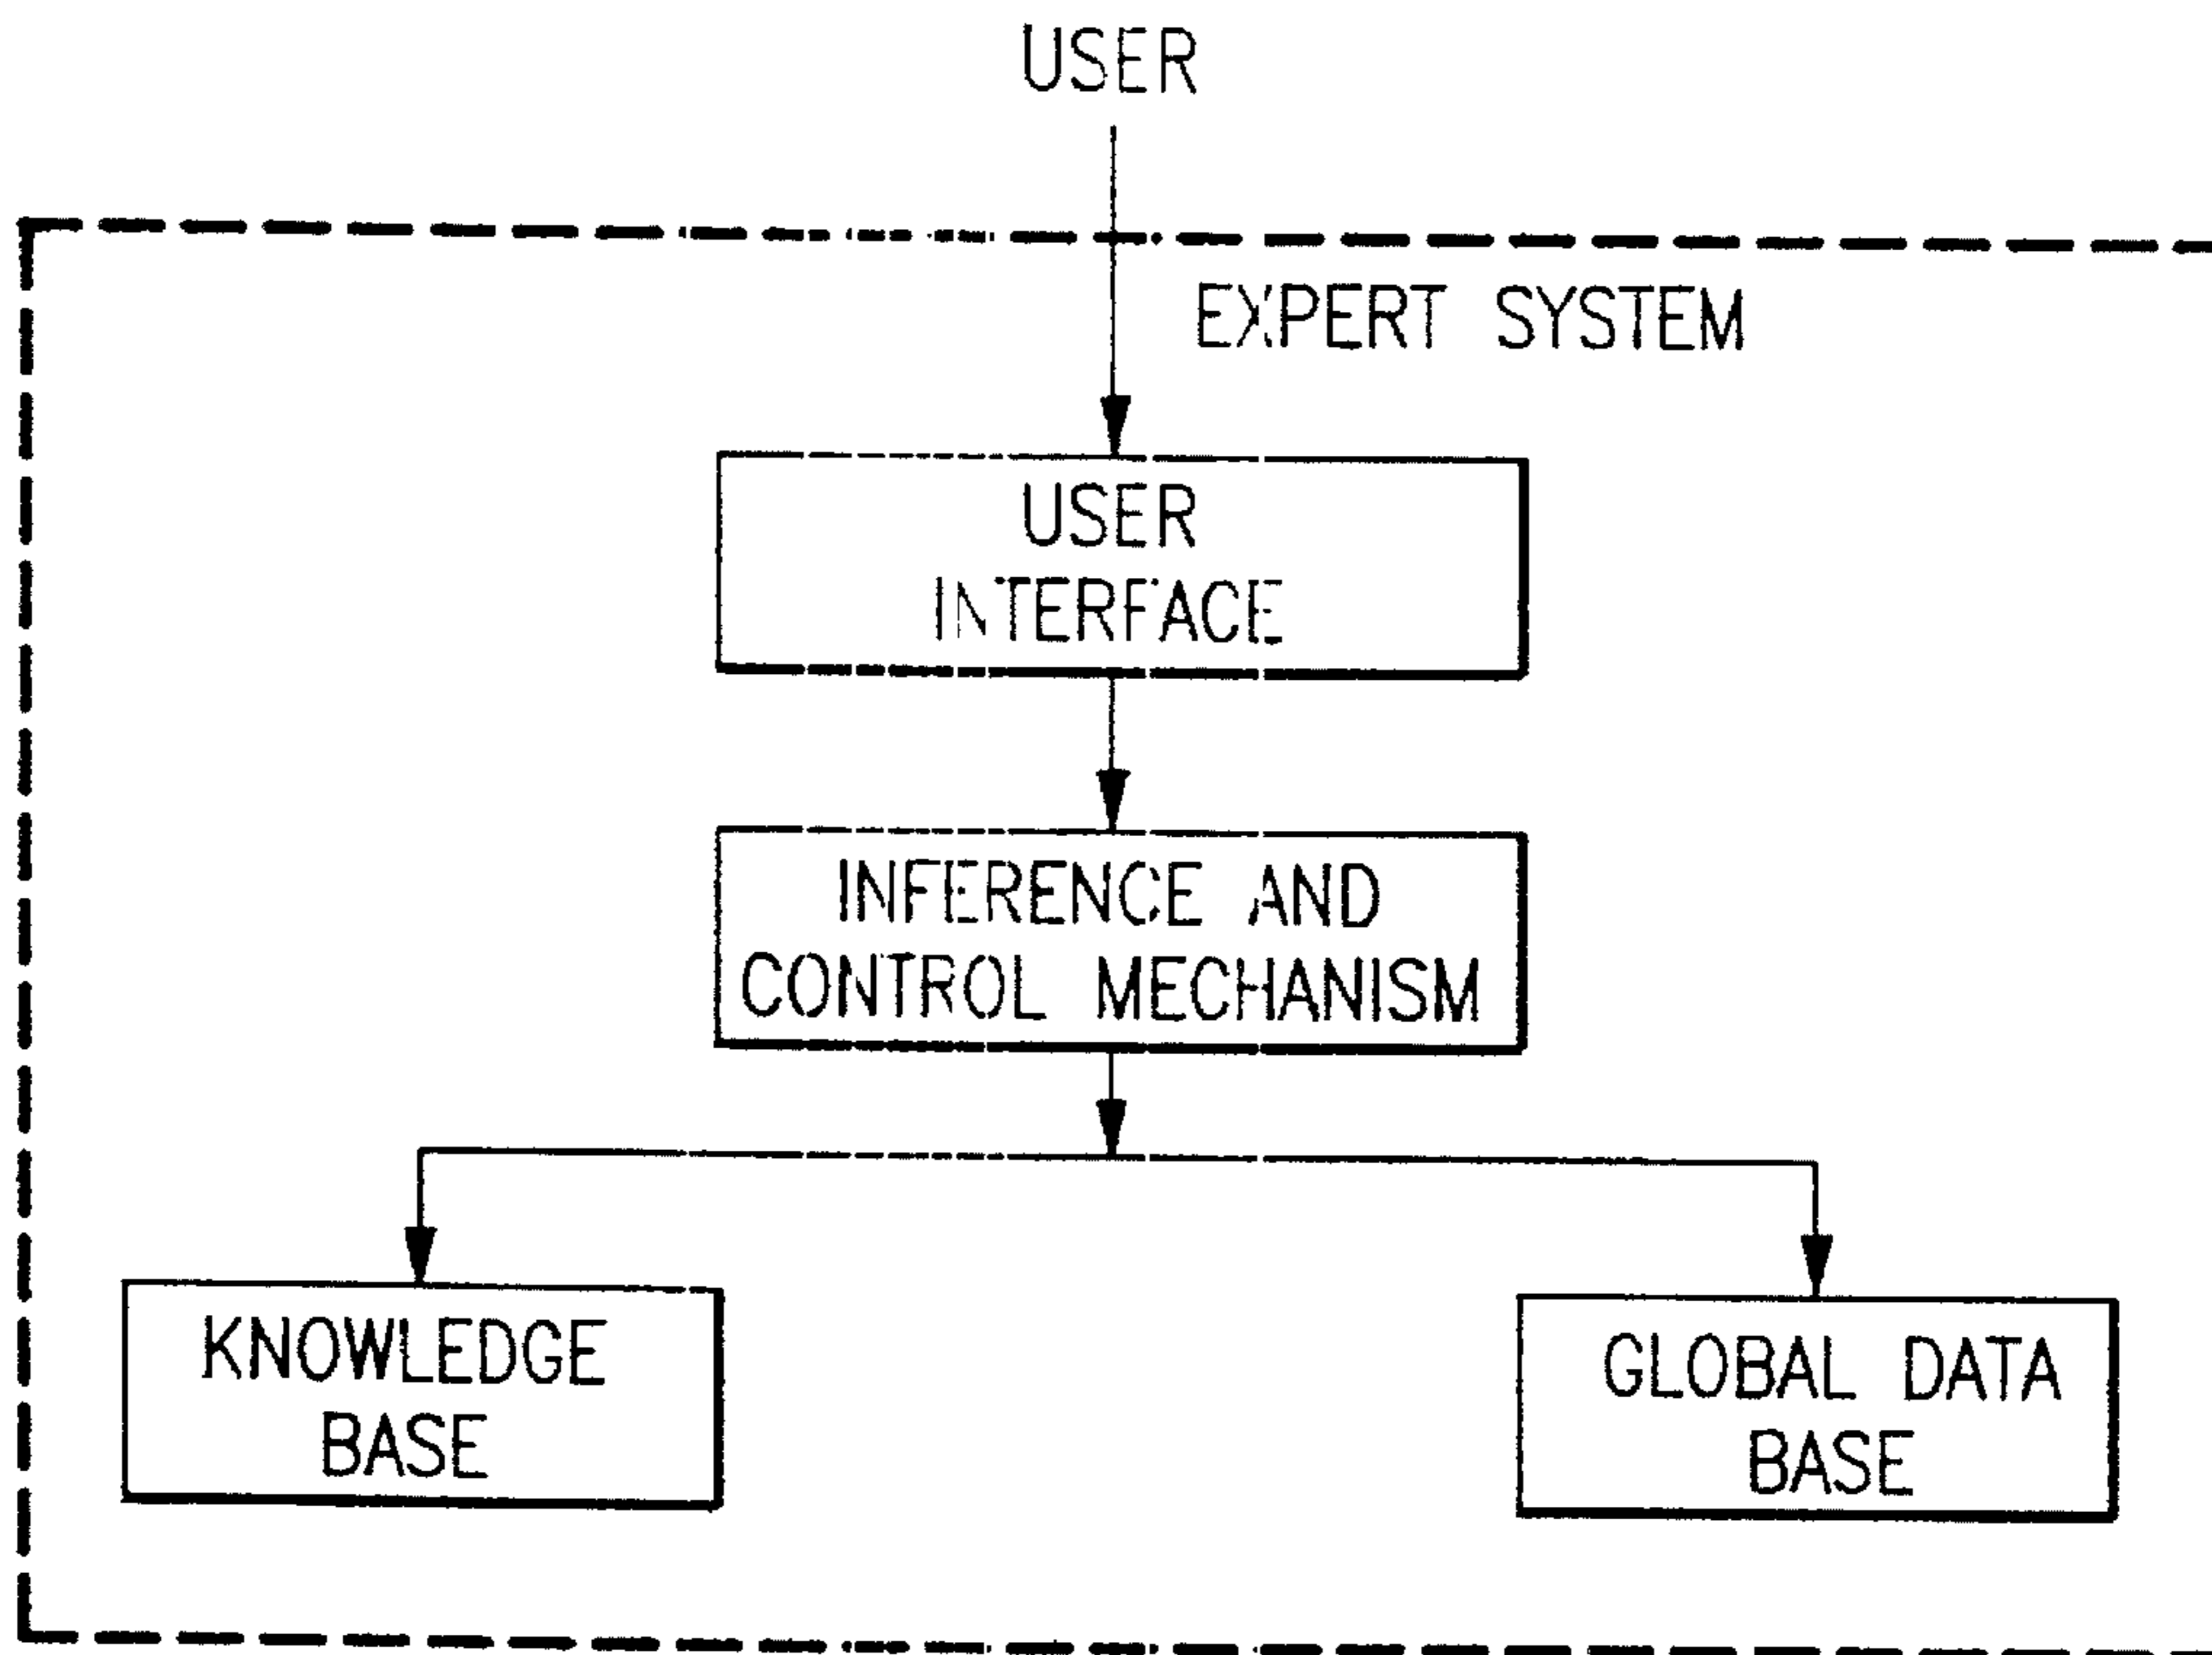 USER
EXPERT SYSTEM
USER
INTERFACE
INFERENCE AND
CONTROL MECHANISM
KNOWLEDGE
BASE
GLOBAL DATA
BASE